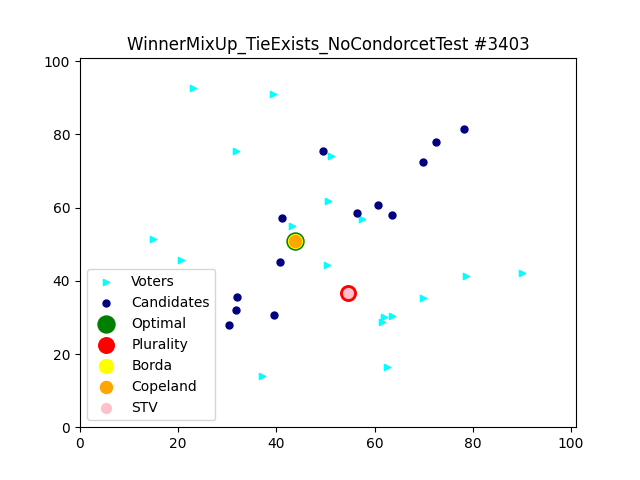 WinnerMixUp_TieExists_NoCondorcetTest #3403
100
80
60
40
20
0
Voters
Candidates
Optimal
Plurality
Borda
Copeland
STV
0 20 40 60 80 100